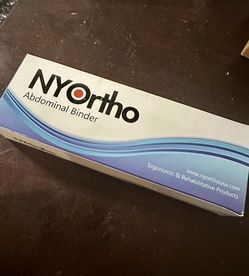 NYOrtho
Abdominal Binder
www.nyorthousa.com
Ergonomic & Rehabilitative Products